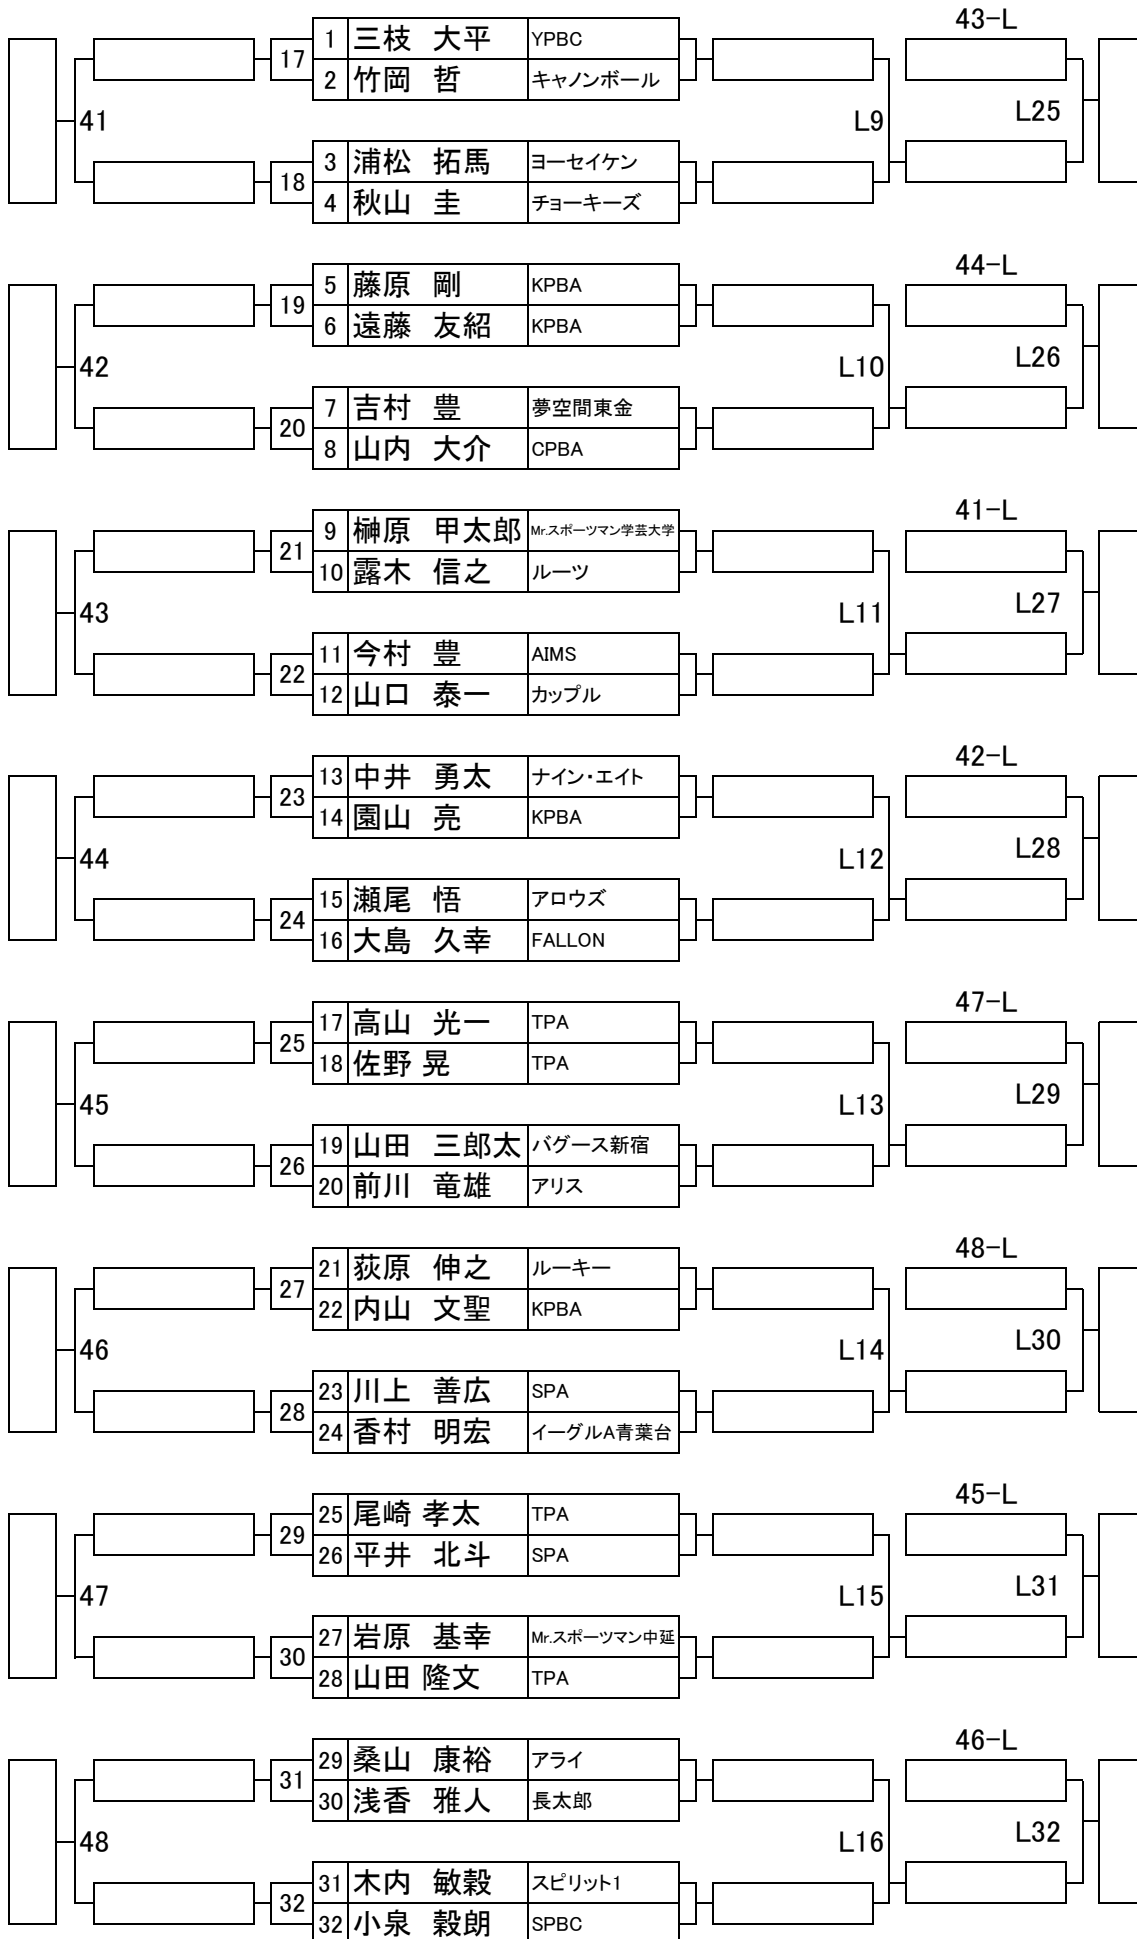 43-L
17 1 三枝 大平 YPBC
2 竹岡 哲 キャノンボール
41 L9 L25
18 3 浦松 拓馬 ヨーセイケン
4 秋山 圭 チョーキーズ
44-L
19 5 藤原 剛 KPBA
6 遠藤 友紹 KPBA
42 L10 L26
20 7 吉村 豊 夢空間東金
8 山内 大介 CPBA
41-L
21 9 榊原 甲太郎 Mr.スポーツマン学芸大学
10 露木 信之 ルーツ
43 L11 L27
22 11 今村 豊 AIMS
12 山口 泰一 カップル
42-L
23 13 中井 勇太 ナイン・エイト
14 園山 亮 KPBA
44 L12 L28
24 15 瀬尾 悟 アロウズ
16 大島 久幸 FALLON
47-L
25 17 高山 光一 TPA
18 佐野 晃 TPA
45 L13 L29
26 19 山田 三郎太 バグース新宿
20 前川 竜雄 アリス
48-L
27 21 荻原 伸之 ルーキー
22 内山 文聖 KPBA
46 L14 L30
28 23 川上 善広 SPA
24 香村 明宏 イーグルA青葉台
45-L
29 25 尾崎 孝太 TPA
26 平井 北斗 SPA
47 L15 L31
30 27 岩原 基幸 Mr.スポーツマン中延
28 山田 隆文 TPA
46-L
31 29 桑山 康裕 アライ
30 浅香 雅人 長太郎
48 L16 L32
32 31 木内 敏穀 スピリット1
32 小泉 穀朗 SPBC